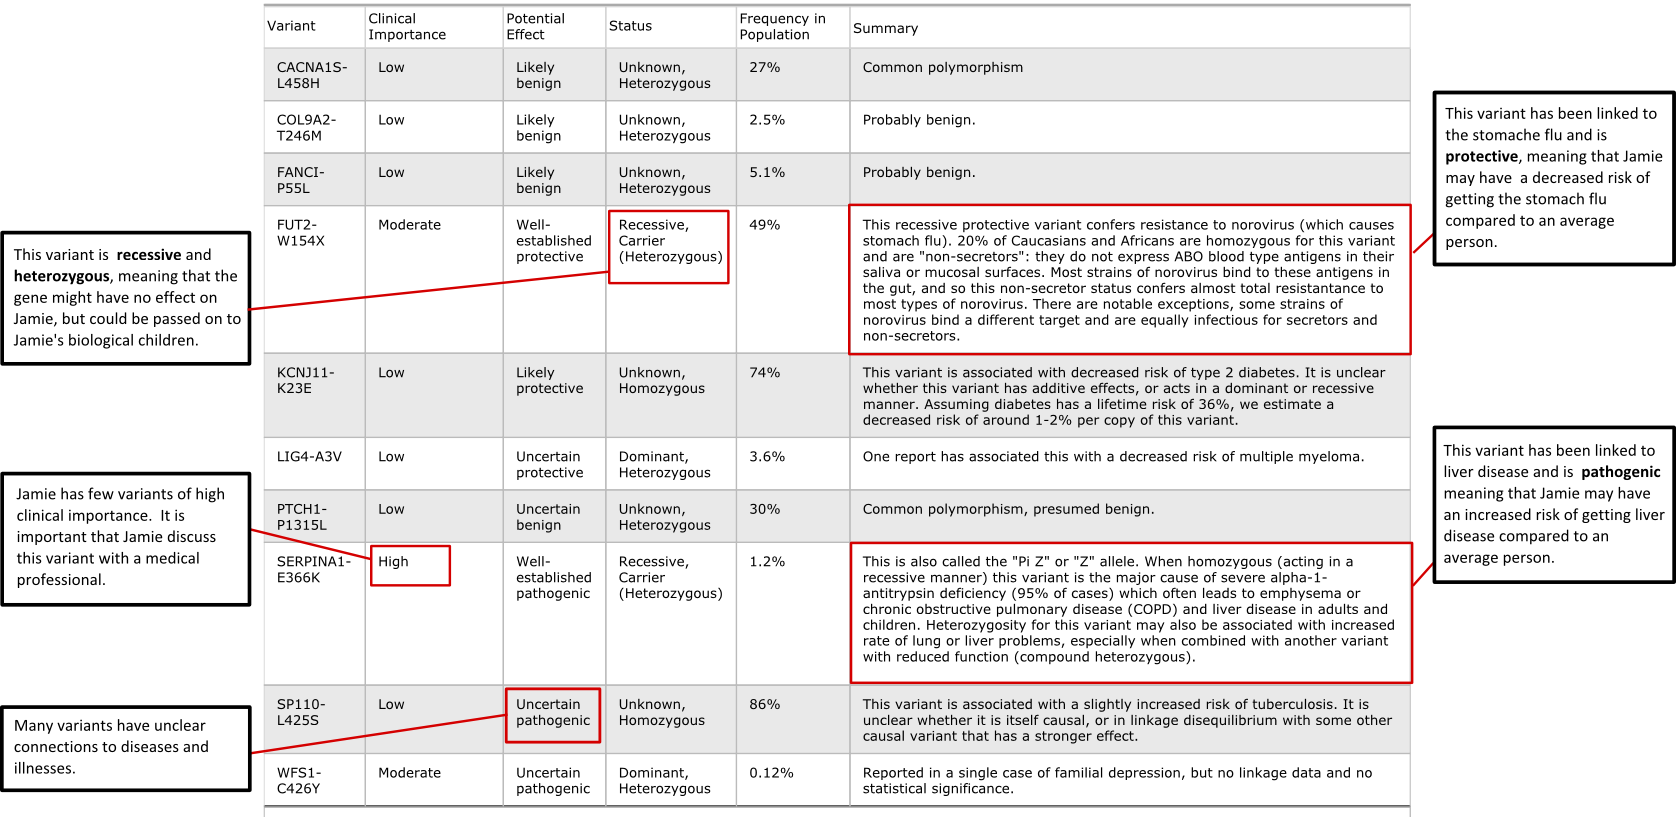 Variant
Clinical
Importance
Potential
Effect
Status
Frequency in
Population
Summary
CACNA1S-
L458H
Low
Likely
benign
Unknown,
Heterozygous
27%
Common polymorphism
COL9A2-
T246M
Low
Likely
benign
Unknown,
Heterozygous
2.5%
Probably benign.
FANCI-
P55L
Low
Likely
benign
Unknown,
Heterozygous
5.1%
Probably benign.
FUT2-
W154X
Moderate
Well-
established
protective
Recessive,
Carrier
(Heterozygous)
49%
This recessive protective variant confers resistance to norovirus (which causes
stomach flu). 20% of Caucasians and Africans are homozygous for this variant
and are "non-secretors": they do not express ABO blood type antigens in their
saliva or mucosal surfaces. Most strains of norovirus bind to these antigens in
the gut, and so this non-secretor status confers almost total resistantance to
most types of norovirus. There are notable exceptions, some strains of
norovirus bind a different target and are equally infectious for secretors and
non-secretors.
KCNJ11-
K23E
Low
Likely
protective
Unknown,
Homozygous
74%
This variant is associated with decreased risk of type 2 diabetes. It is unclear
whether this variant has additive effects, or acts in a dominant or recessive
manner. Assuming diabetes has a lifetime risk of 36%, we estimate a
decreased risk of around 1-2% per copy of this variant.
LIG4-A3V
Low
Uncertain
protective
Dominant,
Heterozygous
3.6%
One report has associated this with a decreased risk of multiple myeloma.
PTCH1-
P1315L
Low
Uncertain
benign
Unknown,
Heterozygous
30%
Common polymorphism, presumed benign.
SERPINA1-
E366K
High
Well-
established
pathogenic
Recessive,
Carrier
(Heterozygous)
1.2%
This is also called the "Pi Z" or "Z" allele. When homozygous (acting in a
recessive manner) this variant is the major cause of severe alpha-1-
antitrypsin deficiency (95% of cases) which often leads to emphysema or
chronic obstructive pulmonary disease (COPD) and liver disease in adults and
children. Heterozygosity for this variant may also be associated with increased
rate of lung or liver problems, especially when combined with another variant
with reduced function (compound heterozygous).
SP110-
L425S
Low
Uncertain
pathogenic
Unknown,
Homozygous
86%
This variant is associated with a slightly increased risk of tuberculosis. It is
unclear whether it is itself causal, or in linkage disequilibrium with some other
causal variant that has a stronger effect.
WFS1-
C426Y
Moderate
Uncertain
pathogenic
Dominant,
Heterozygous
0.12%
Reported in a single case of familial depression, but no linkage data and no
statistical significance.
This variant is recessive and
heterozygous, meaning that the
gene might have no effect on
Jamie, but could be passed on to
Jamie's biological children.
Jamie has few variants of high
clinical importance. It is
important that Jamie discuss
this variant with a medical
professional.
Many variants have unclear
connections to diseases and
illnesses.
This variant has been linked to
the stomache flu and is
protective, meaning that Jamie
may have a decreased risk of
getting the stomach flu
compared to an average
person.
This variant has been linked to
liver disease and is pathogenic
meaning that Jamie may have
an increased risk of getting liver
disease compared to an
average person.